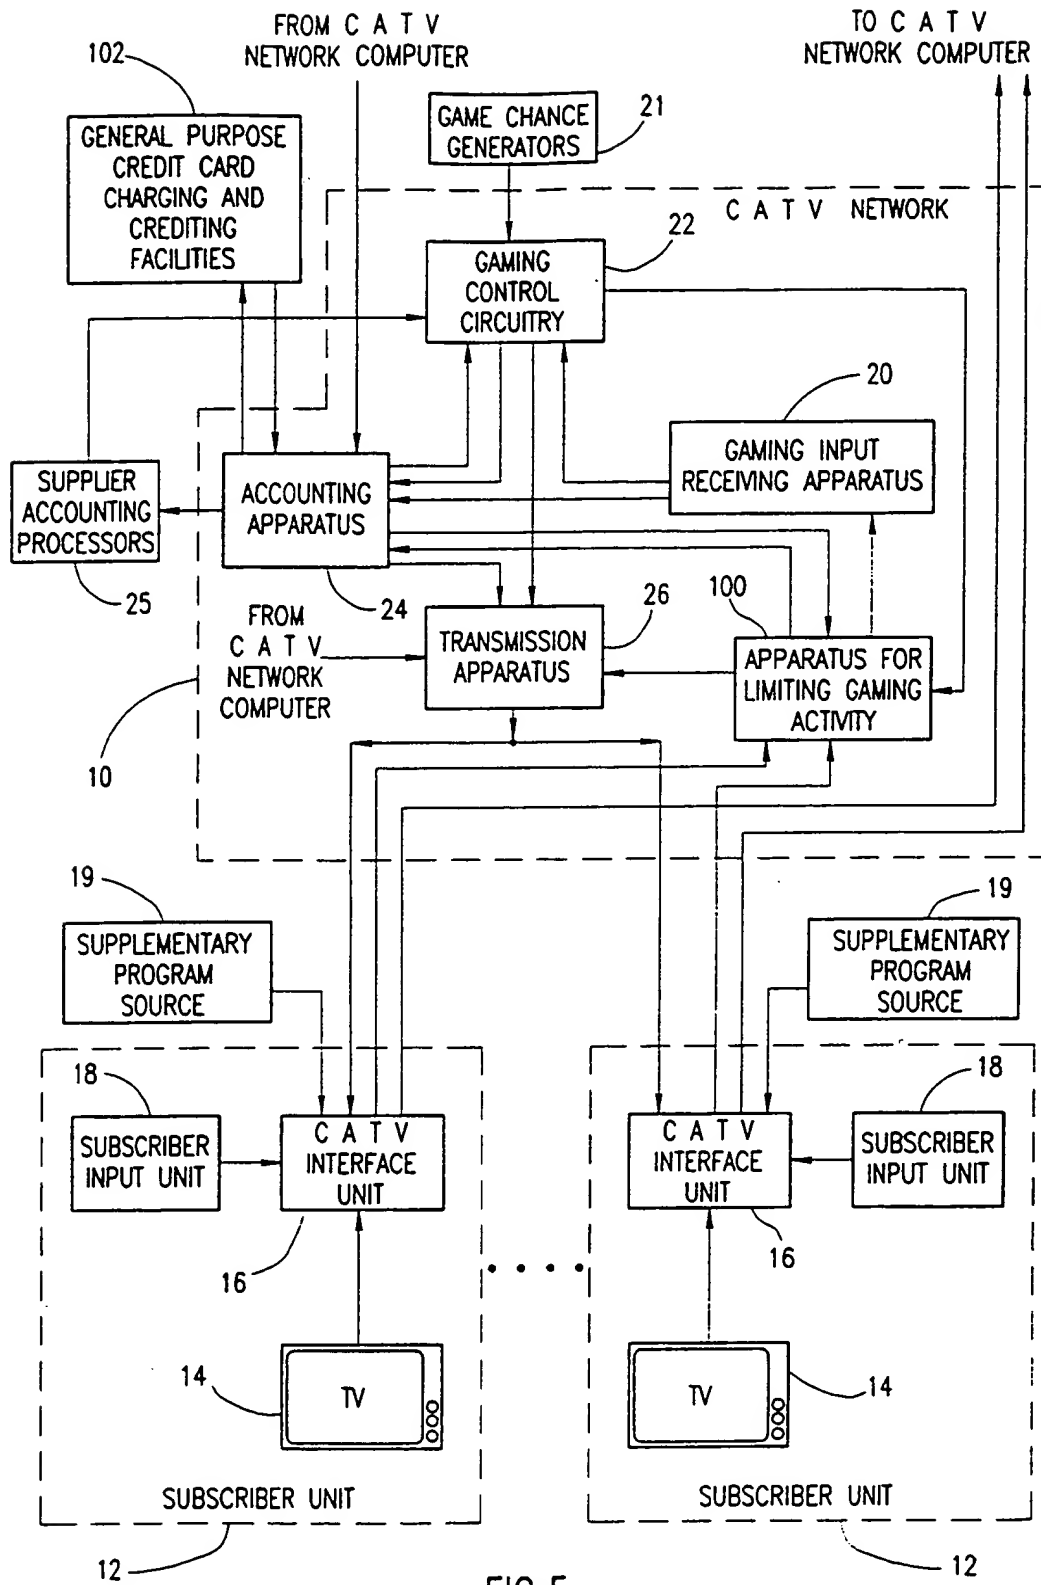 FROM C A T V
NETWORK COMPUTER
TO C A T V
NETWORK COMPUTER
102
GENERAL PURPOSE
CREDIT CARD
CHARGING AND
CREDITING
FACILITIES
GAME CHANCE
GENERATORS
21
C A T V NETWORK
22
GAMING
CONTROL
CIRCUITRY
20
GAMING INPUT
RECEIVING APPARATUS
SUPPLIER
ACCOUNTING
PROCESSORS
25
ACCOUNTING
APPARATUS
24
FROM
C A T V
NETWORK
COMPUTER
TRANSMISSION
APPARATUS
26
100
APPARATUS FOR
LIMITING GAMING
ACTIVITY
10
19
SUPPLEMENTARY
PROGRAM
SOURCE
19
SUPPLEMENTARY
PROGRAM
SOURCE
18
SUBSCRIBER
INPUT UNIT
C A T V
INTERFACE
UNIT
16
14
TV
SUBSCRIBER UNIT
12
C A T V
INTERFACE
UNIT
16
18
SUBSCRIBER
INPUT UNIT
TV
14
SUBSCRIBER UNIT
12